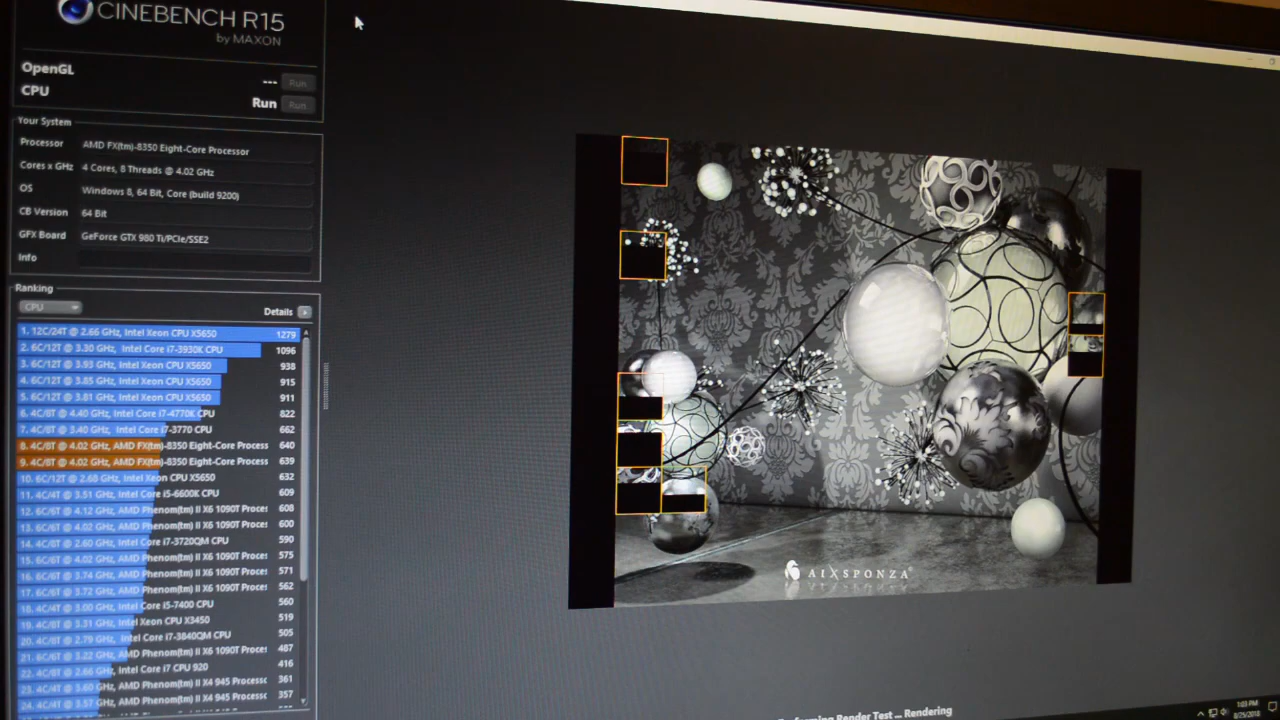 CINEBENCH R15
by MAXON
OpenGL --- Run
CPU Run Run
Your System
Processor AMD FX(tm)-8350 Eight-Core Processor
Cores x GHz 4 Cores, 8 Threads @ 4.02 GHz
OS Windows 8, 64 Bit, Core (build 9200)
CB Version 64 Bit
GFX Board GeForce GTX 980 Ti/PCIe/SSE2
Info
Ranking
CPU Details
1. 12C/24T @ 2.66 GHz, Intel Xeon CPU X5650 1279
2. 6C/12T @ 3.30 GHz, Intel Core i7-3930K CPU 1096
3. 6C/12T @ 3.93 GHz, Intel Xeon CPU X5650 938
4. 6C/12T @ 3.85 GHz, Intel Xeon CPU X5650 915
5. 6C/12T @ 3.81 GHz, Intel Xeon CPU X5650 911
6. 4C/8T @ 4.40 GHz, Intel Core i7-4770K CPU 822
7. 4C/8T @ 3.40 GHz, Intel Core i7-3770 CPU 662
8. 4C/8T @ 4.02 GHz, AMD FX(tm)-8350 Eight-Core Process 640
9. 4C/8T @ 4.02 GHz, AMD FX(tm)-8350 Eight-Core Process 639
10. 6C/12T @ 2.68 GHz, Intel Xeon CPU X5650 632
11. 4C/4T @ 3.51 GHz, Intel Core i5-6600K CPU 609
12. 6C/6T @ 4.12 GHz, AMD Phenom(tm) II X6 1090T Proces 608
13. 6C/6T @ 4.02 GHz, AMD Phenom(tm) II X6 1090T Proces 600
14. 4C/8T @ 2.60 GHz, Intel Core i7-3720QM CPU 590
15. 6C/6T @ 4.02 GHz, AMD Phenom(tm) II X6 1090T Proces 575
16. 6C/6T @ 3.74 GHz, AMD Phenom(tm) II X6 1090T Proces 571
17. 6C/6T @ 3.72 GHz, AMD Phenom(tm) II X6 1090T Proces 562
18. 4C/4T @ 3.00 GHz, Intel Core i5-7400 CPU 560
19. 4C/8T @ 3.31 GHz, Intel Xeon CPU X3450 519
20. 4C/8T @ 2.79 GHz, Intel Core i7-3840QM CPU 505
21. 6C/6T @ 3.22 GHz, AMD Phenom(tm) II X6 1090T Proces 487
22. 4C/8T @ 2.66 GHz, Intel Core i7 CPU 920 416
23. 4C/4T @ 3.60 GHz, AMD Phenom(tm) II X4 945 Processc 361
24. 4C/4T @ 3.57 GHz, AMD Phenom(tm) II X4 945 Processc 357
AIXSPONZA
Render Test ... Rendering
1:03 PM
8/25/2018